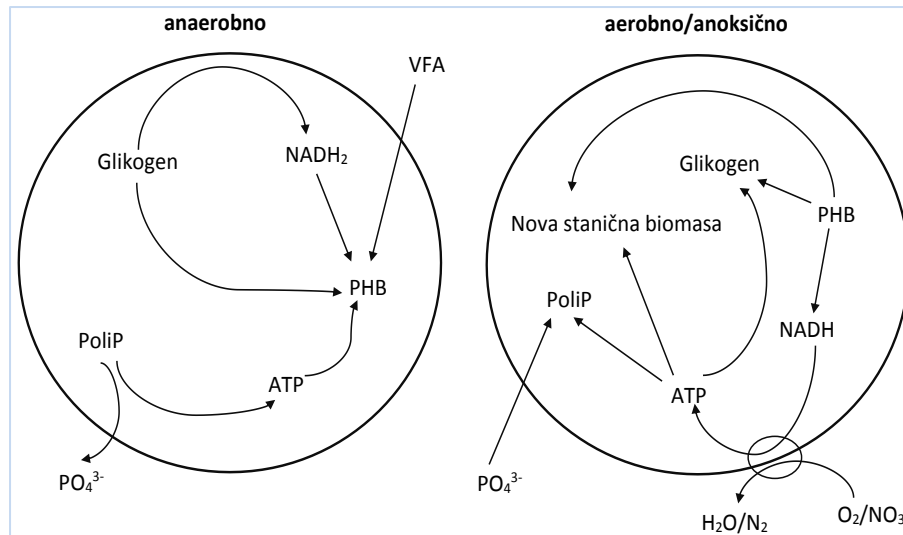 anaerobno
VFA
Glikogen
NADH₂
PHB
PoliP
ATP
PO₄³⁻
aerobno/anoksično
Glikogen
PHB
Nova stanična biomasa
PoliP
NADH
ATP
PO₄³⁻
H₂O/N₂
O₂/NO₃